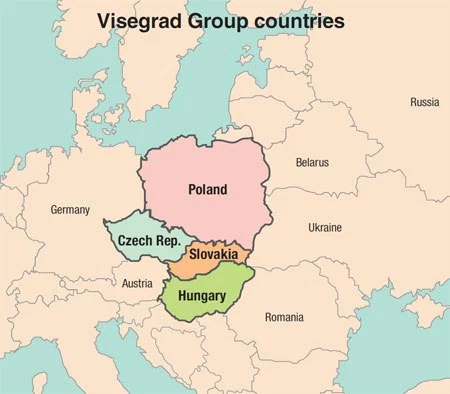 Visegrad Group countries
Russia
Belarus
Poland
Germany
Ukraine
Czech Rep.
Slovakia
Austria
Hungary
Romania